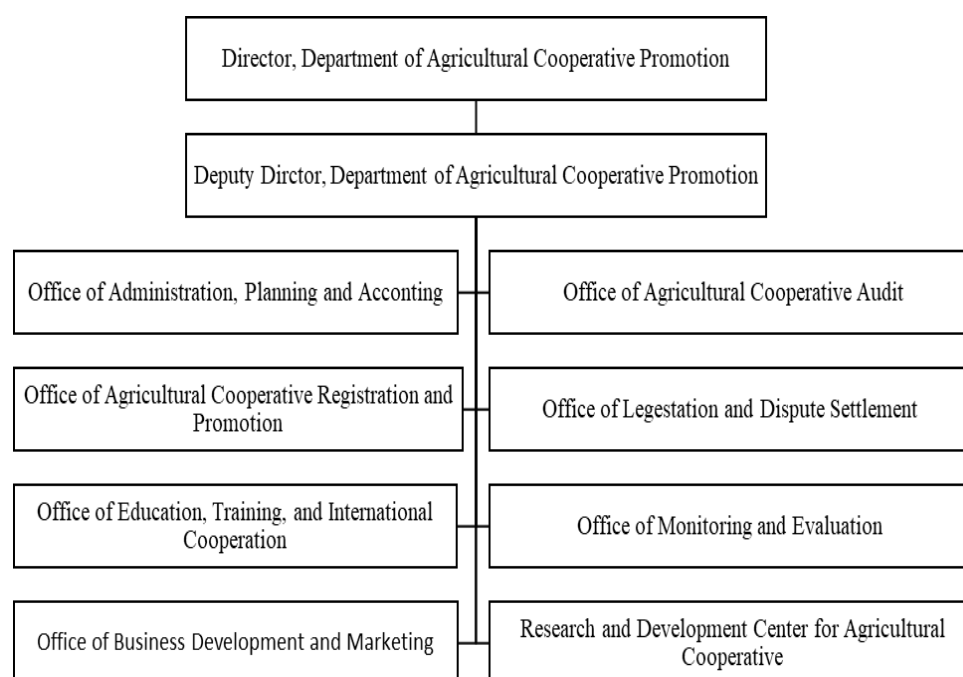 Director, Department of Agricultural Cooperative Promotion
Deputy Dirctor, Department of Agricultural Cooperative Promotion
Office of Administration, Planning and Acconting
Office of Agricultural Cooperative Audit
Office of Agricultural Cooperative Registration and
Promotion
Office of Legestation and Dispute Settlement
Office of Education, Training, and International
Cooperation
Office of Monitoring and Evaluation
Office of Business Development and Marketing
Research and Development Center for Agricultural
Cooperative